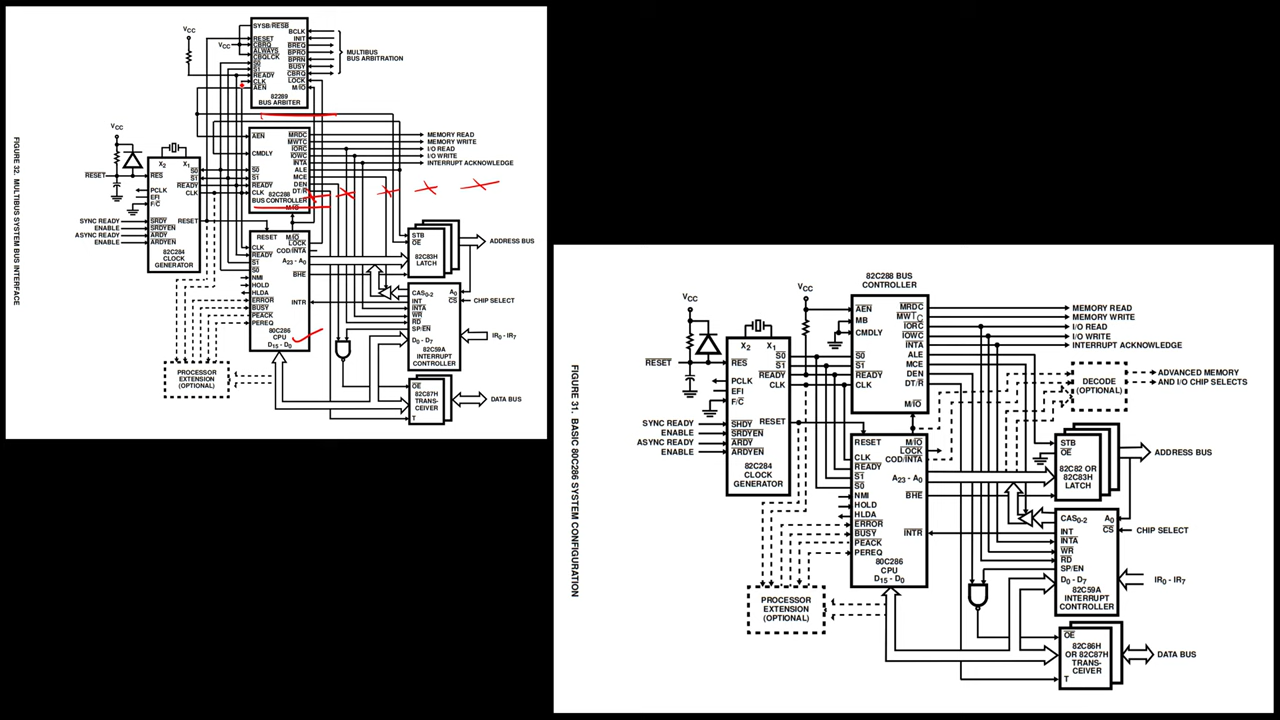 FIGURE 32. MULTIBUS SYSTEM BUS INTERFACE
VCC
SYSB/RESB
RESET
VCC
CBRQ
ALWAYS
CBQLCK
S0
S1
READY
CLK
AEN
BCLK
INIT
BREQ
BPRO
BPRN
BUSY
CBRQ
LOCK
M/IO
82289
BUS ARBITER
MULTIBUS
BUS ARBITRATION
VCC
X2 X1
RESET
RES
PCLK
EFI
F/C
S0
S1
READY
CLK
SYNC READY
ENABLE
ASYNC READY
ENABLE
SRDY
SRDYEN
ARDY
ARDYEN
RESET
82C284
CLOCK
GENERATOR
AEN
CMDLY
S0
S1
READY
CLK
MRDC
MWTC
IORC
IOWC
INTA
ALE
MCE
DEN
DT/R
82C288
BUS CONTROLLER
M/IO
MEMORY READ
MEMORY WRITE
I/O READ
I/O WRITE
INTERRUPT ACKNOWLEDGE
RESET
M/IO
LOCK
COD/INTA
CLK
READY
S1
S0
A23 - A0
BHE
NMI
HOLD
HLDA
ERROR
BUSY
PEACK
PEREQ
INTR
80C286
CPU
D15 - D0
PROCESSOR
EXTENSION
(OPTIONAL)
STB
OE
82C83H
LATCH
ADDRESS BUS
CAS0-2
INT
INTA
WR
RD
SP/EN
D0 - D7
A0
CS
CHIP SELECT
IR0 - IR7
82C59A
INTERRUPT
CONTROLLER
OE
82C87H
TRANS-
CEIVER
T
DATA BUS
FIGURE 31. BASIC 80C286 SYSTEM CONFIGURATION
82C288 BUS
CONTROLLER
VCC
VCC
AEN
MB
CMDLY
S0
S1
READY
CLK
MRDC
MWTC
IORC
IOWC
INTA
ALE
MCE
DEN
DT/R
M/IO
MEMORY READ
MEMORY WRITE
I/O READ
I/O WRITE
INTERRUPT ACKNOWLEDGE
X2 X1
RESET
RES
PCLK
EFI
F/C
S0
S1
READY
CLK
SYNC READY
ENABLE
ASYNC READY
ENABLE
SHDY
SRDYEN
ARDY
ARDYEN
RESET
82C284
CLOCK
GENERATOR
DECODE
(OPTIONAL)
ADVANCED MEMORY
AND I/O CHIP SELECTS
RESET
M/IO
LOCK
COD/INTA
CLK
READY
S1
S0
A23 - A0
BHE
NMI
HOLD
HLDA
ERROR
BUSY
PEACK
PEREQ
INTR
80C286
CPU
D15 - D0
PROCESSOR
EXTENSION
(OPTIONAL)
STB
OE
82C82 OR
82C83H
LATCH
ADDRESS BUS
CAS0-2
INT
INTA
WR
RD
SP/EN
D0 - D7
A0
CS
CHIP SELECT
IR0 - IR7
82C59A
INTERRUPT
CONTROLLER
OE
82C86H
OR 82C87H
TRANS-
CEIVER
T
DATA BUS